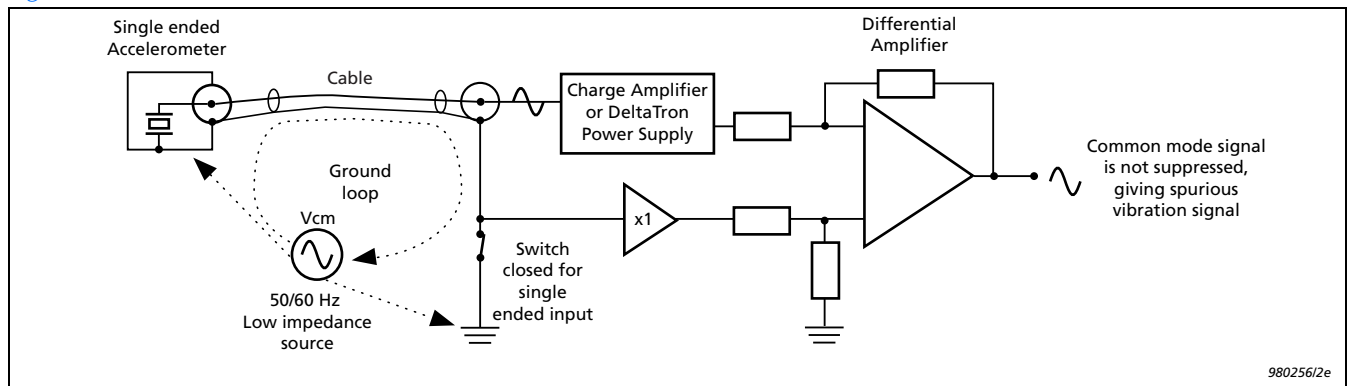 Single ended
Accelerometer
Cable
Charge Amplifier
or DeltaTron
Power Supply
Differential
Amplifier
Common mode signal
is not suppressed,
giving spurious
vibration signal
Ground
loop
Vcm
50/60 Hz
Low impedance
source
x1
Switch
closed for
single
ended input
980256/2e